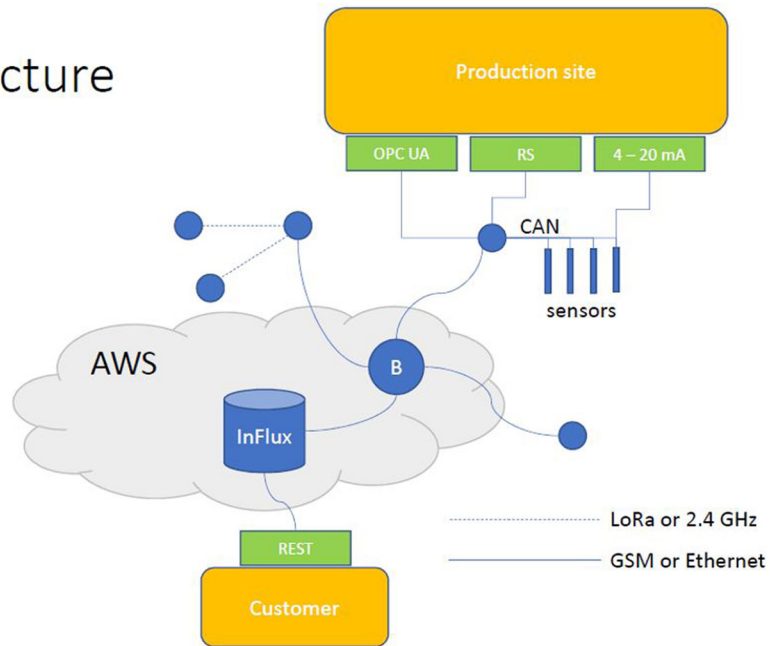 cture
Production site
OPC UA
RS
4 – 20 mA
CAN
sensors
AWS
B
InFlux
LoRa or 2.4 GHz
REST
GSM or Ethernet
Customer